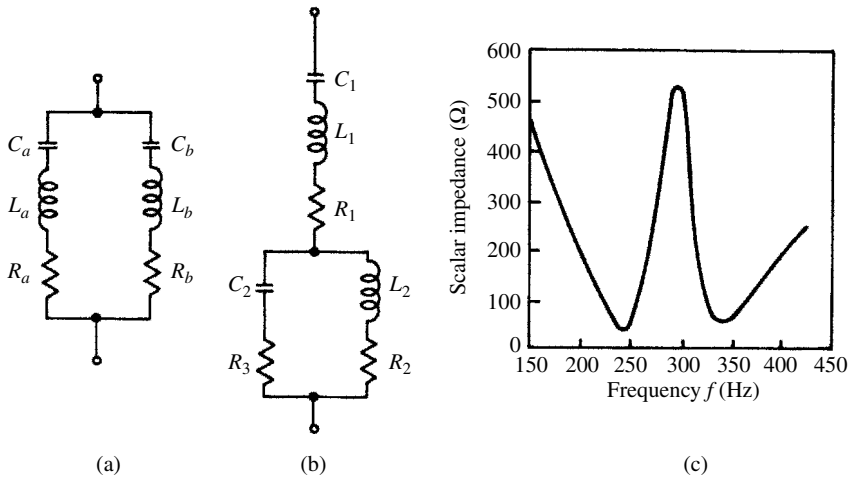 C_a
L_a
R_a
C_b
L_b
R_b
(a)
C_1
L_1
R_1
C_2
L_2
R_3
R_2
(b)
Scalar impedance (Ω)
600
500
400
300
200
100
0
150 200 250 300 350 400 450
Frequency f (Hz)
(c)